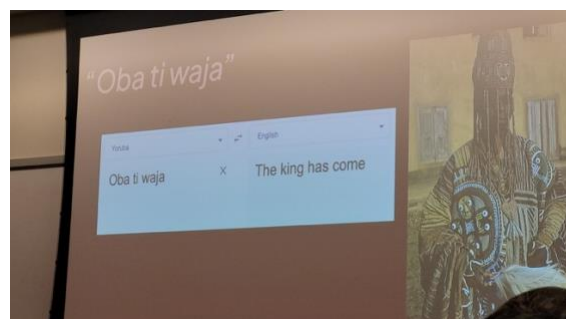 “Oba ti waja”
Yoruba
English
Oba ti waja
X
The king has come